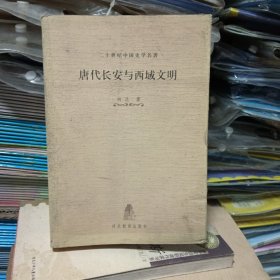 二十世纪中国史学名著
唐代长安与西域文明
向达 著
河北教育出版社